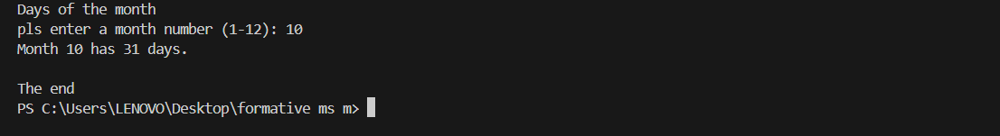 Days of the month
pls enter a month number (1-12): 10
Month 10 has 31 days.
The end
PS C:\Users\LENOVO\Desktop\formative ms m>